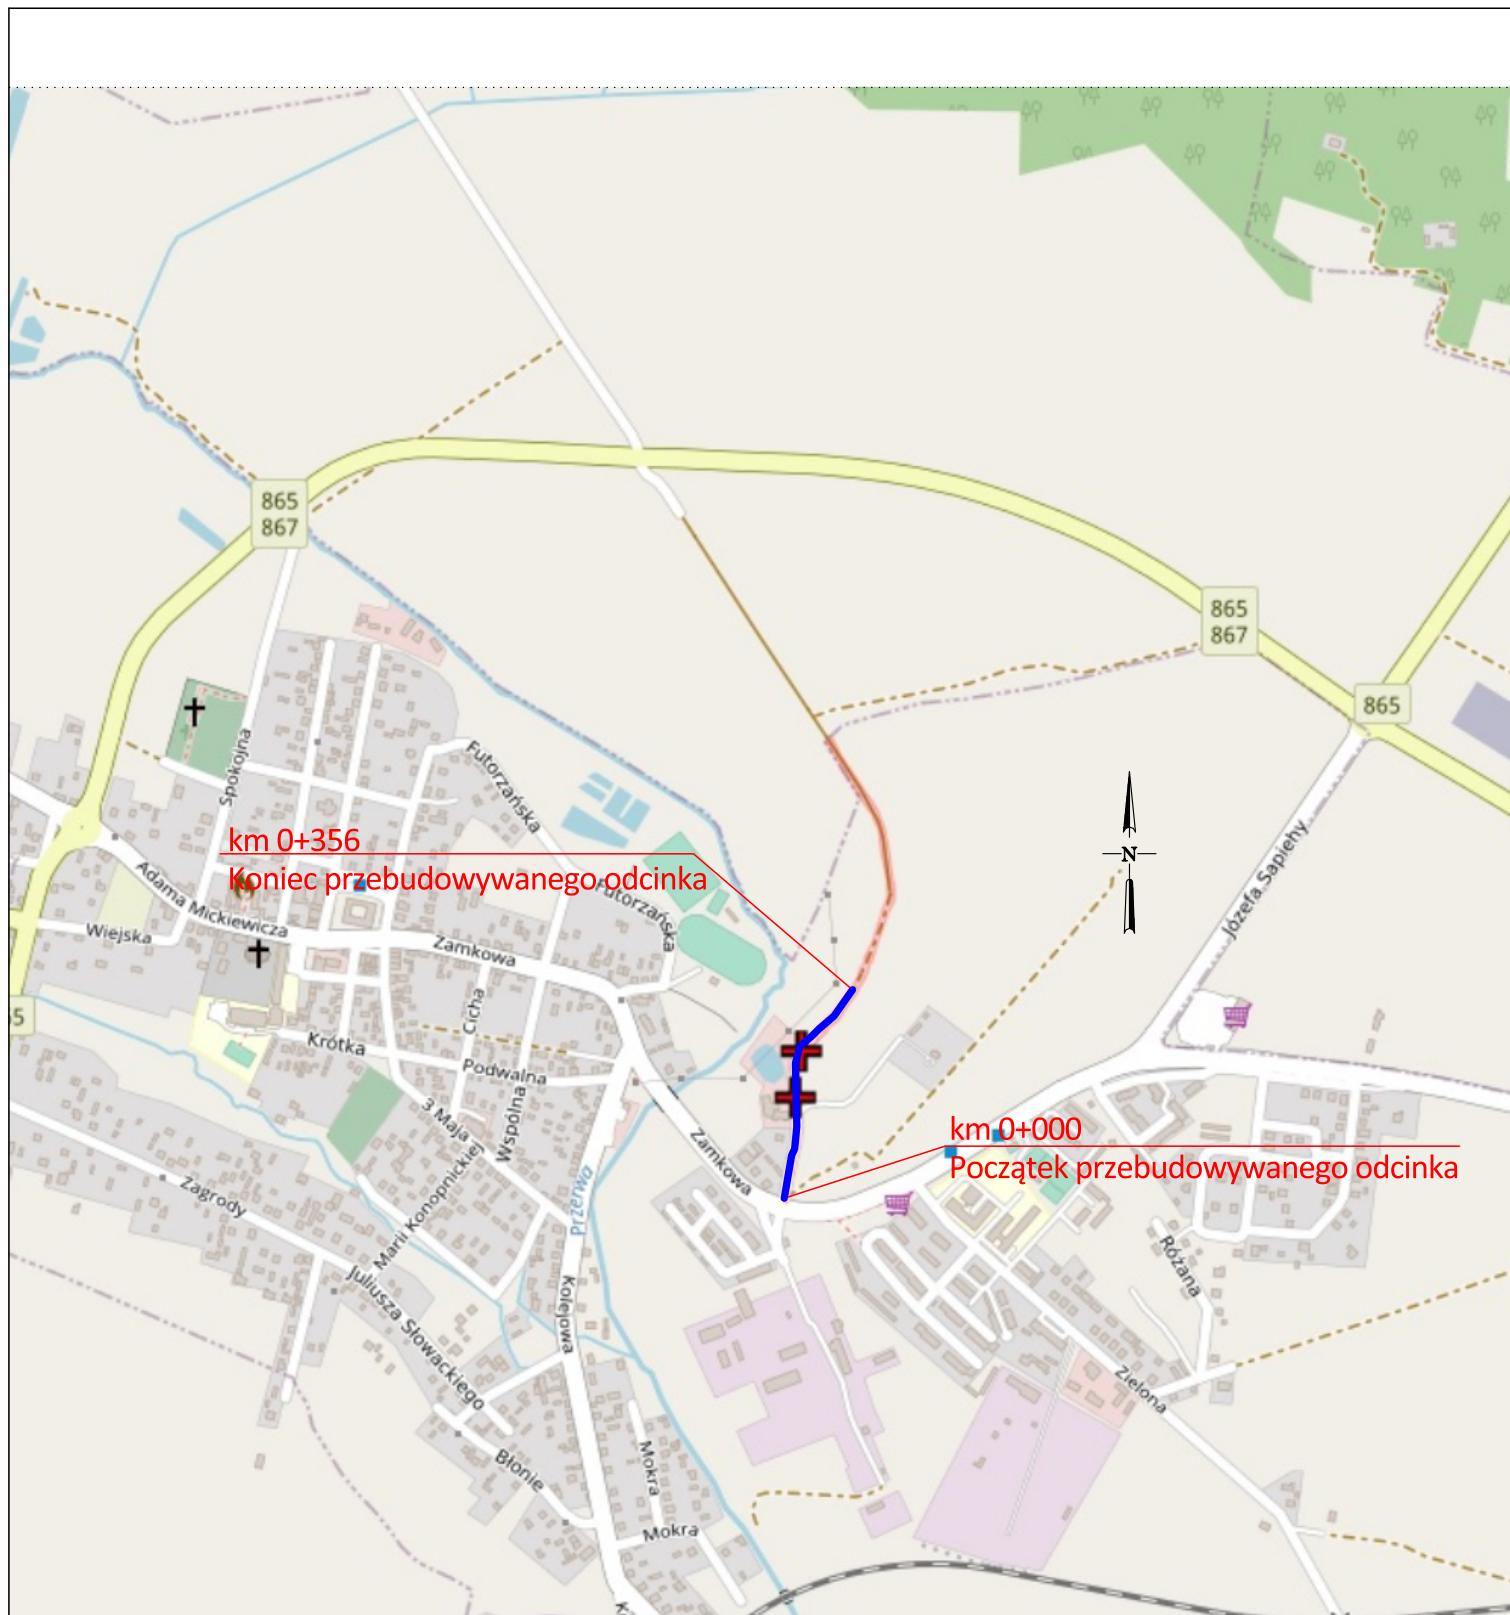 865
867
865
867
865
Spokojna
Futorzańska
km 0+356
Koniec przebudowywanego odcinka
N
Józefa Sapiehy
Adama Mickiewicza
Futorzańska
Wiejska
Zamkowa
Cicha
Krótka
Podwalna
3 Maja
Wspólna
km 0+000
Początek przebudowywanego odcinka
Zamkowa
Zagrody
Marii Konopnickiej
Przerwa
Różana
Juliusza Słowackiego
Kolejowa
Zielona
Błonie
Mokra
Mokra